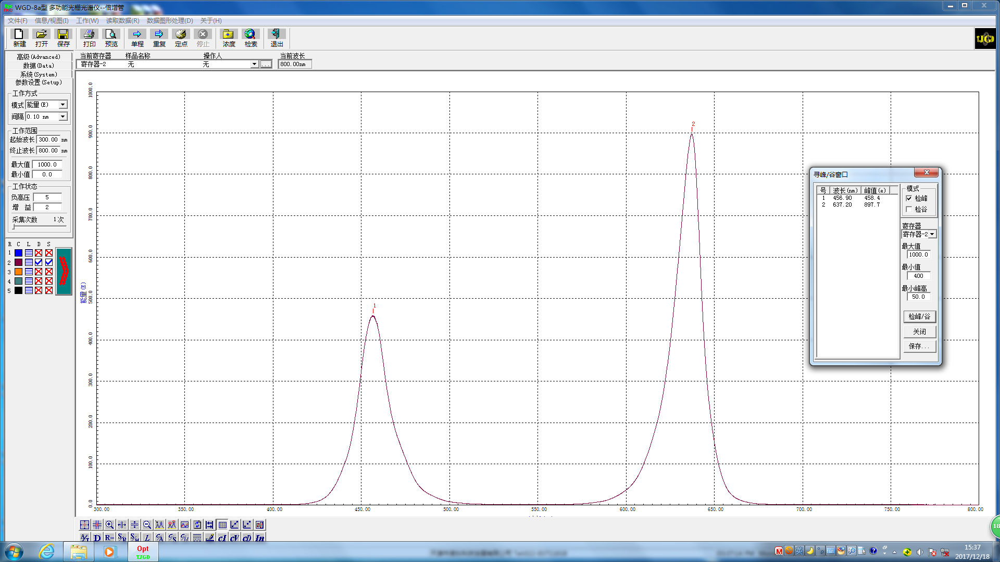 WGD-8a型 多功能光栅光谱仪--倍增管
文件(F) 信息/视图(I) 工作(W) 读取数据(R) 数据图形处理(D) 关于(H)
新建 打开 保存 打印 预览 单程 重复 定点 停止 浓度 检索 退出
TJGD
高级(Advanced)
数据(Data)
系统(System)
参数设置(Setup)
当前寄存器 样品名称 操作人 当前波长
寄存器-2 无 无 ... 800.00nm
工作方式
模式 能量(E)
间隔 0.10 nm
工作范围
起始波长 300.00 nm
终止波长 800.00 nm
最大值 1000.0
最小值 0.0
工作状态
负高压 5
增 益 2
采集次数 1次
R C L D S
1
2
3
4
5
1000.0
900.0
800.0
700.0
600.0
500.0
400.0
300.0
200.0
100.0
0.0
能量(E)
1
2
300.00 350.00 400.00 450.00 500.00 550.00 600.00 650.00 700.00 750.00 800.00
寻峰/谷窗口
号 波长(nm) 峰值(e)
1 456.90 458.4
2 637.20 897.7
模式
检峰
检谷
寄存器
寄存器-2
最大值
1000.0
最小值
400
最小峰高
50.0
检峰/谷
关闭
保存...
A/T D R= S/R S/H L C/A C/S C/H cJ cV cD In
Opt
TJGD
英
18
15:37
2017/12/18